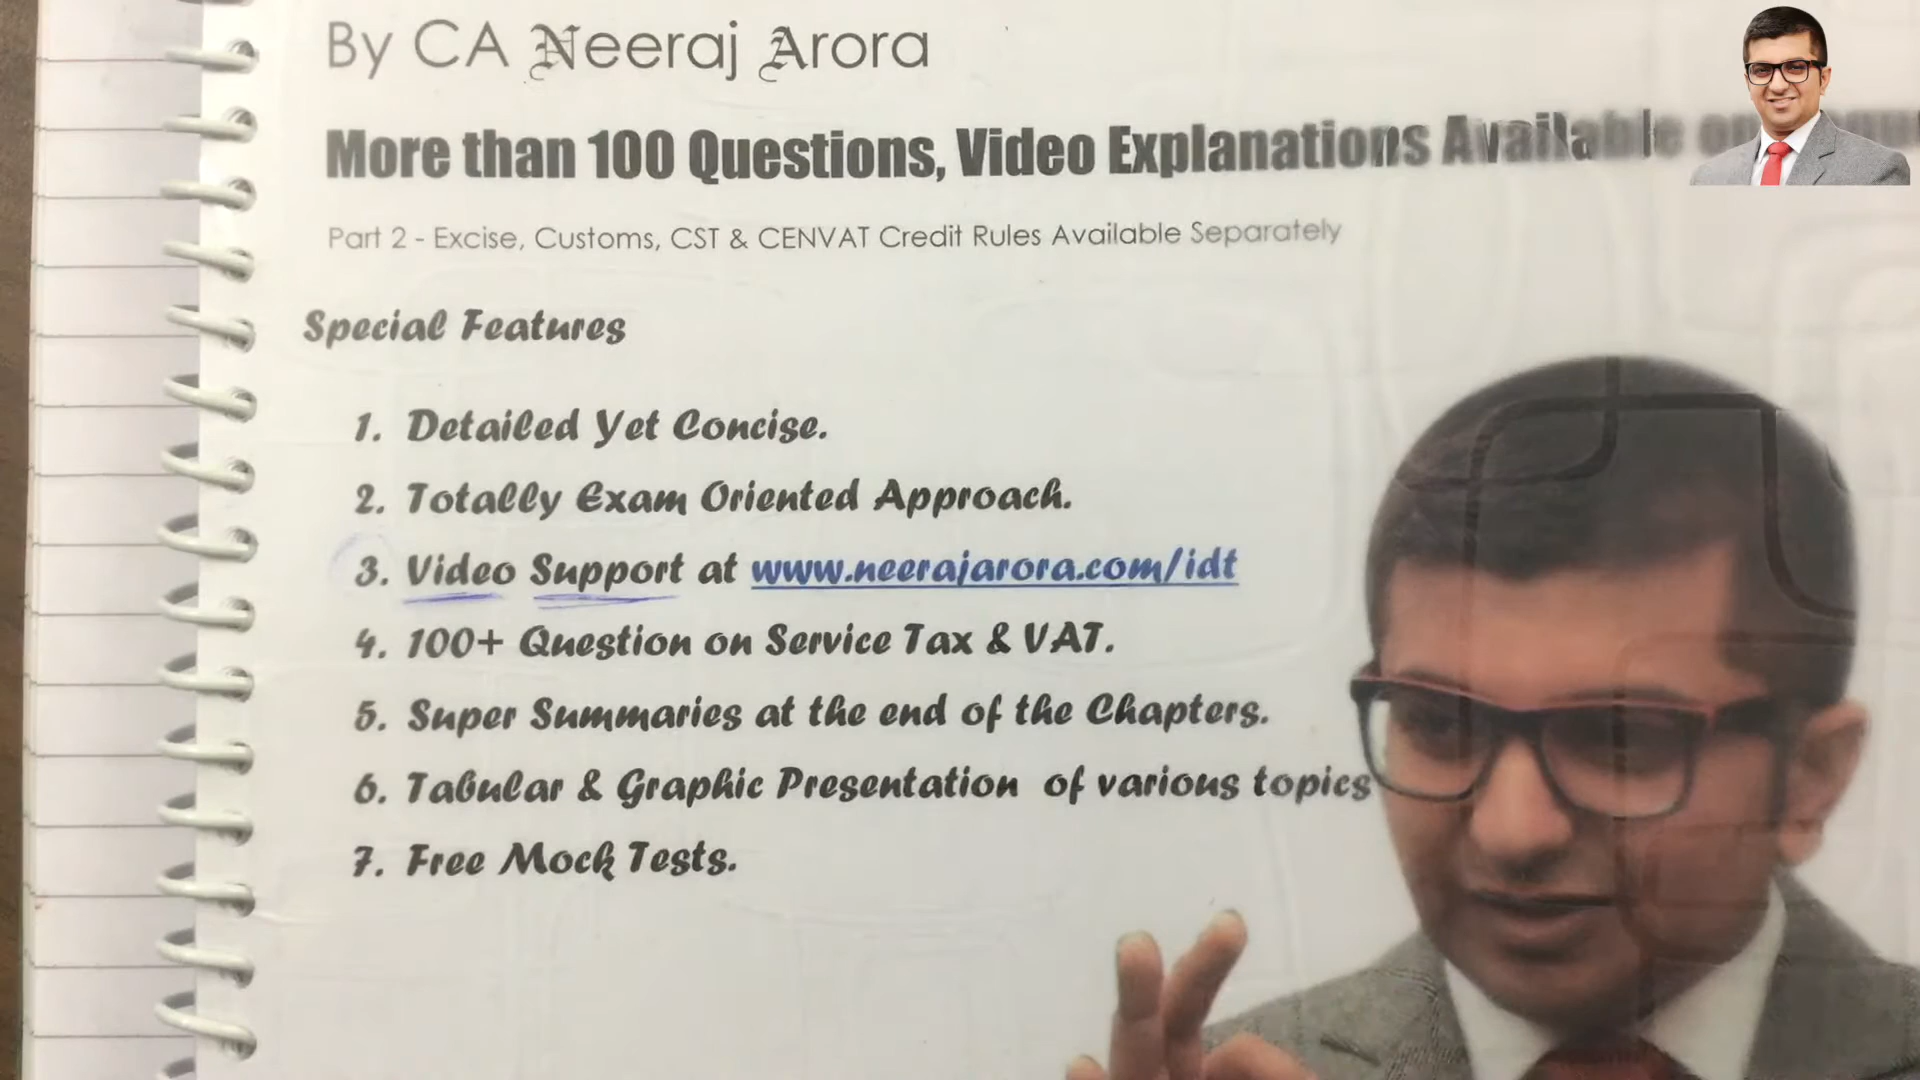 By CA Neeraj Arora
More than 100 Questions, Video Explanations Available on
Part 2 - Excise, Customs, CST & CENVAT Credit Rules Available Separately
Special Features
1. Detailed Yet Concise.
2. Totally Exam Oriented Approach.
3. Video Support at www.neerajarora.com/idt
4. 100+ Question on Service Tax & VAT.
5. Super Summaries at the end of the Chapters.
6. Tabular & Graphic Presentation of various topics
7. Free Mock Tests.